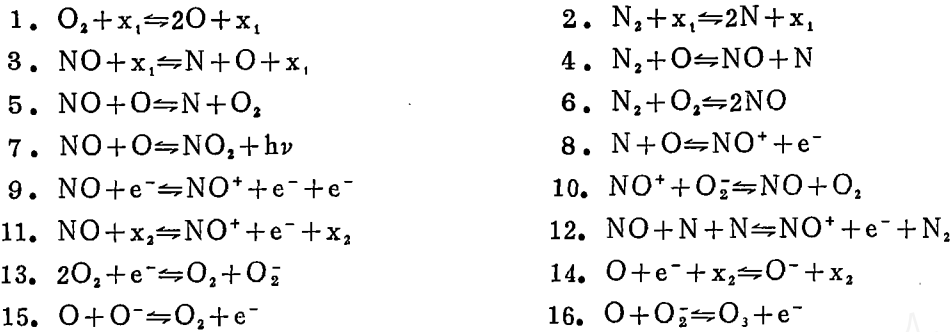 1. O₂+x₁⇋2O+x₁ 2. N₂+x₁⇋2N+x₁
3. NO+x₁⇋N+O+x₁ 4. N₂+O⇋NO+N
5. NO+O⇋N+O₂ 6. N₂+O₂⇋2NO
7. NO+O⇋NO₂+hν 8. N+O⇋NO⁺+e⁻
9. NO+e⁻⇋NO⁺+e⁻+e⁻ 10. NO⁺+O₂⁻⇋NO+O₂
11. NO+x₂⇋NO⁺+e⁻+x₂ 12. NO+N+N⇋NO⁺+e⁻+N₂
13. 2O₂+e⁻⇋O₂+O₂⁻ 14. O+e⁻+x₂⇋O⁻+x₂
15. O+O⁻⇋O₂+e⁻ 16. O+O₂⁻⇋O₃+e⁻